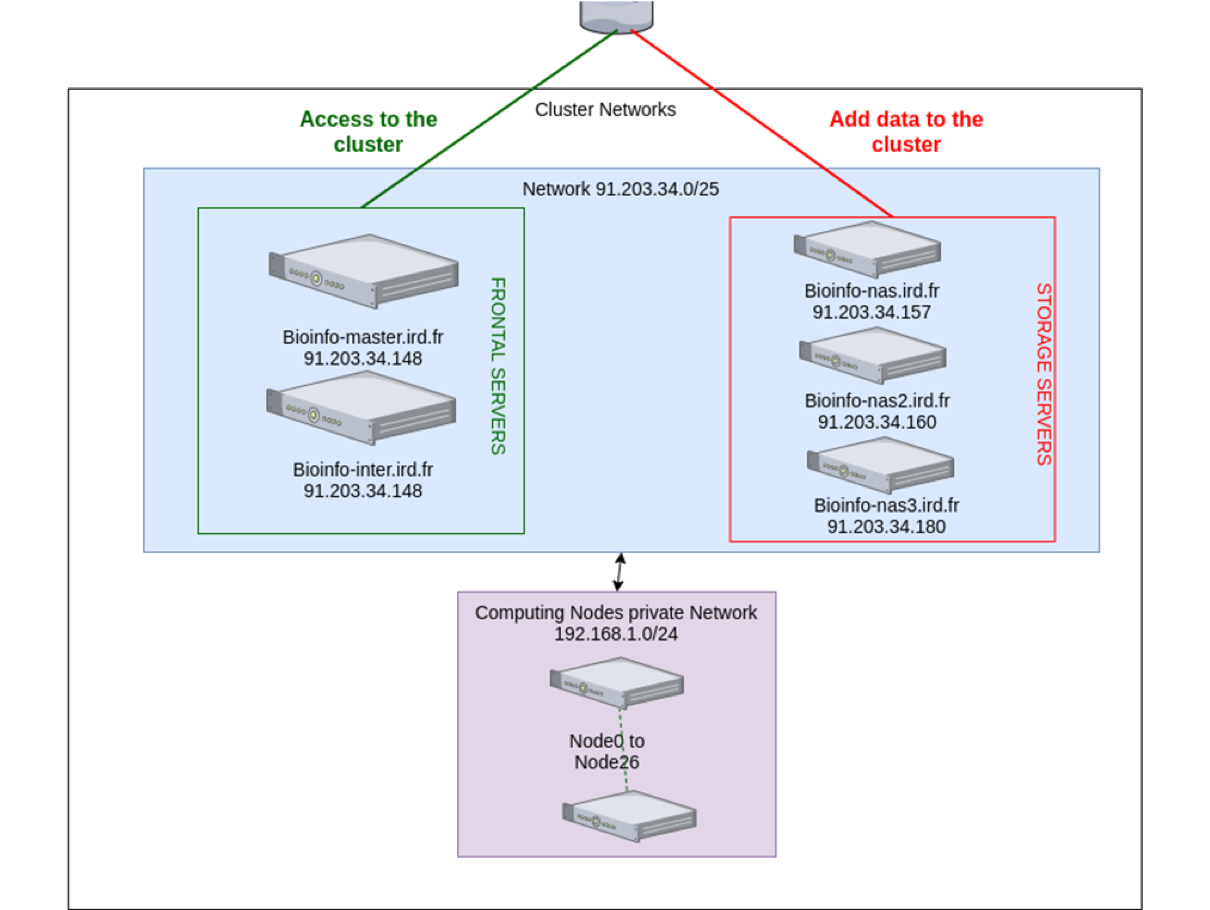 Cluster Networks
Access to the
cluster
Add data to the
cluster
Network 91.203.34.0/25
Bioinfo-master.ird.fr
91.203.34.148
Bioinfo-inter.ird.fr
91.203.34.148
FRONTAL SERVERS
Bioinfo-nas.ird.fr
91.203.34.157
Bioinfo-nas2.ird.fr
91.203.34.160
Bioinfo-nas3.ird.fr
91.203.34.180
STORAGE SERVERS
Computing Nodes private Network
192.168.1.0/24
Node0 to
Node26